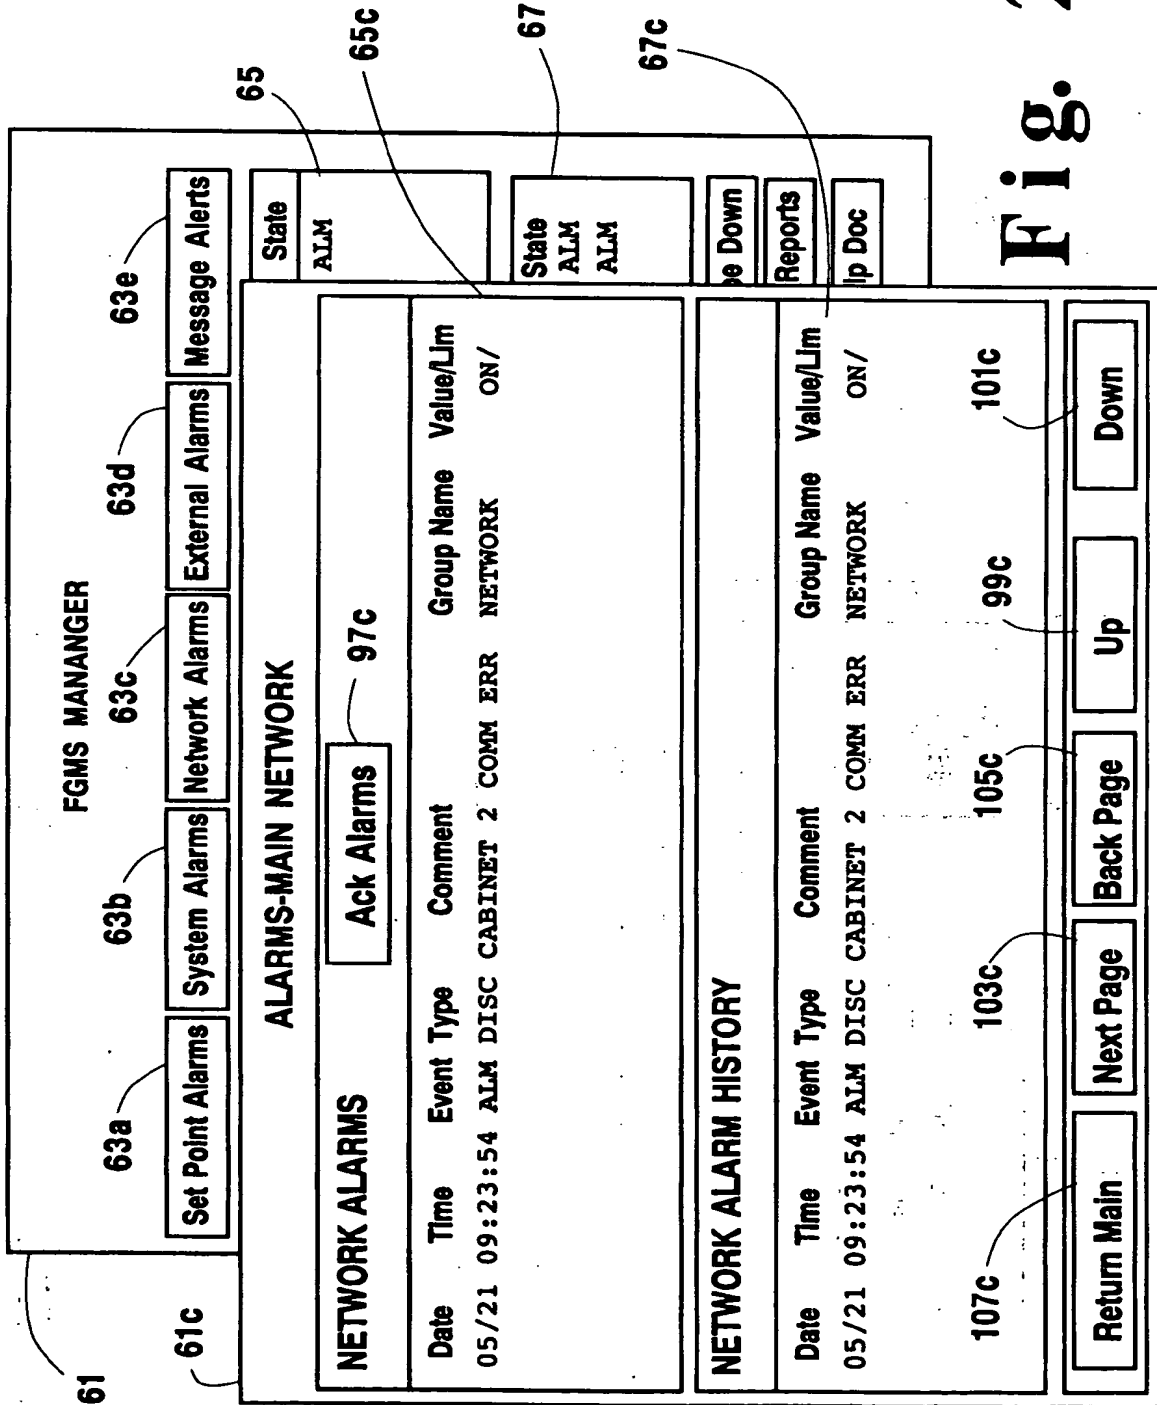 FGMS MANANGER
63a 63b 63c 63d 63e
Set Point Alarms System Alarms Network Alarms External Alarms Message Alerts
61
61c
65
State
ALM
65c
ALARMS-MAIN NETWORK
NETWORK ALARMS
Ack Alarms
97c
Date Time Event Type Comment Group Name Value/Lim
05/21 09:23:54 ALM DISC CABINET 2 COMM ERR NETWORK ON/
67
State
ALM
ALM
NETWORK ALARM HISTORY
Date Time Event Type Comment Group Name Value/Lim
05/21 09:23:54 ALM DISC CABINET 2 COMM ERR NETWORK ON/
67c
Down
Reports
lp Doc
107c 103c 105c 99c 101c
Return Main Next Page Back Page Up Down
Fig.